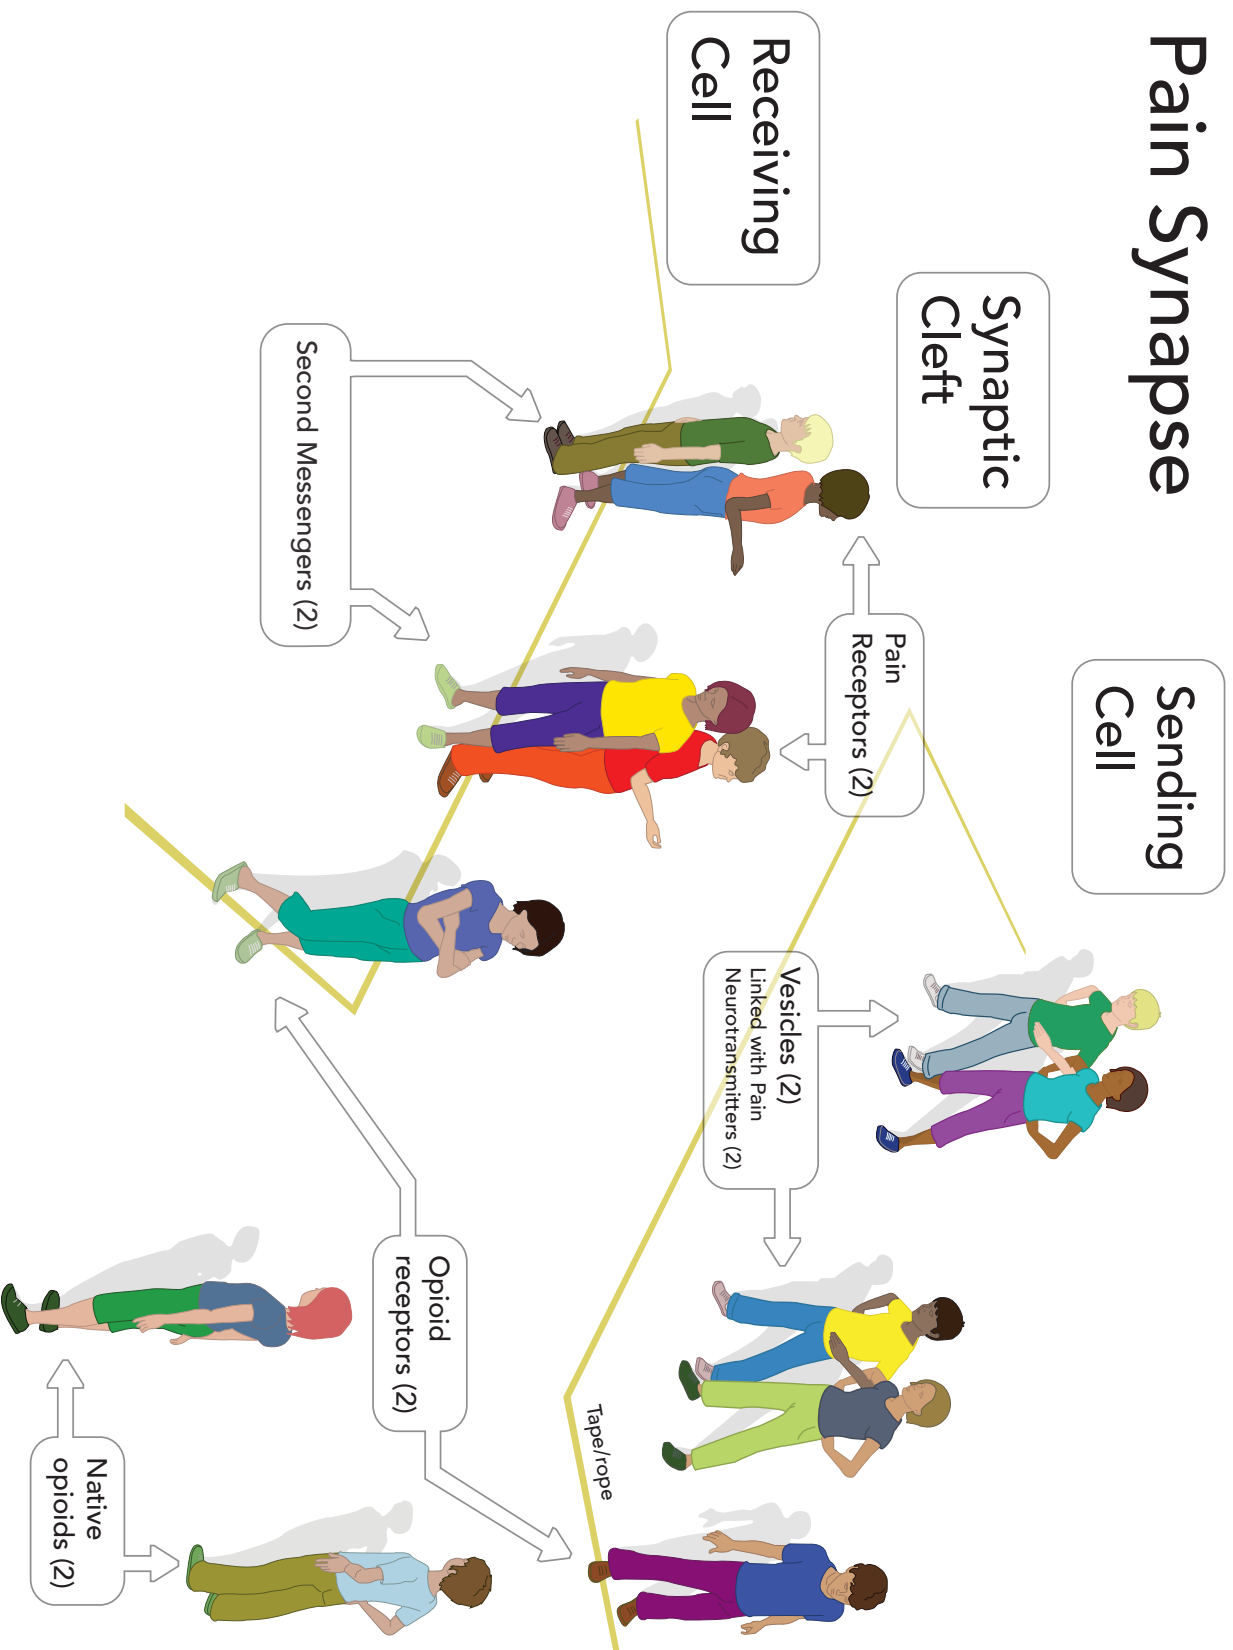 Pain Synapse
Sending
Cell
Synaptic
Cleft
Receiving
Cell
Pain
Receptors (2)
Second Messengers (2)
Vesicles (2)
Linked with Pain
Neurotransmitters (2)
Tape/rope
Opioid
receptors (2)
Native
opioids (2)